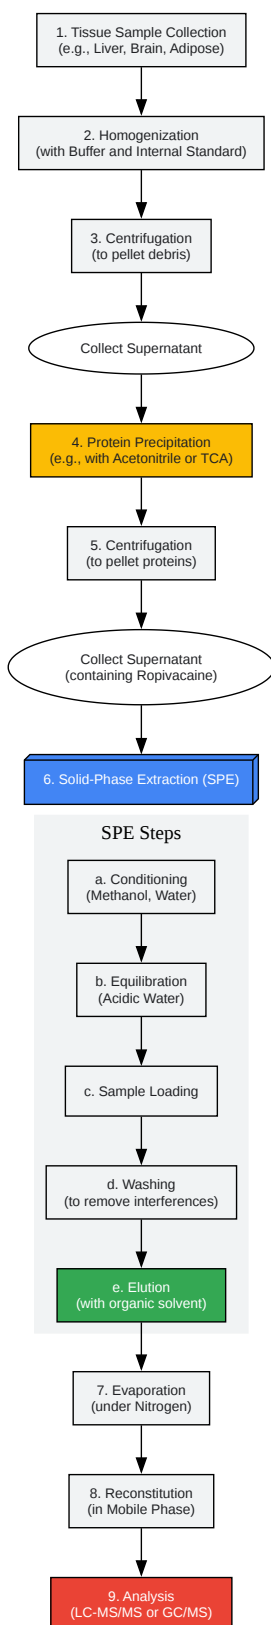 1. Tissue Sample Collection
(e.g., Liver, Brain, Adipose)
2. Homogenization
(with Buffer and Internal Standard)
3. Centrifugation
(to pellet debris)
Collect Supernatant
4. Protein Precipitation
(e.g., with Acetonitrile or TCA)
5. Centrifugation
(to pellet proteins)
Collect Supernatant
(containing Ropivacaine)
6. Solid-Phase Extraction (SPE)
SPE Steps
a. Conditioning
(Methanol, Water)
b. Equilibration
(Acidic Water)
c. Sample Loading
d. Washing
(to remove interferences)
e. Elution
(with organic solvent)
7. Evaporation
(under Nitrogen)
8. Reconstitution
(in Mobile Phase)
9. Analysis
(LC-MS/MS or GC/MS)